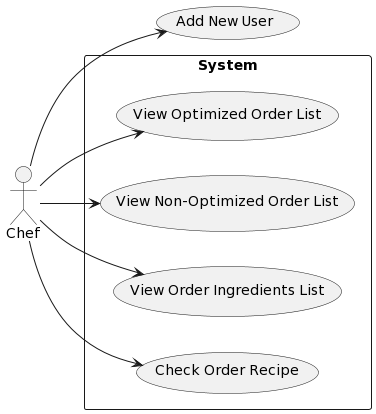 Add New User
System
View Optimized Order List
View Non-Optimized Order List
Chef
View Order Ingredients List
Check Order Recipe